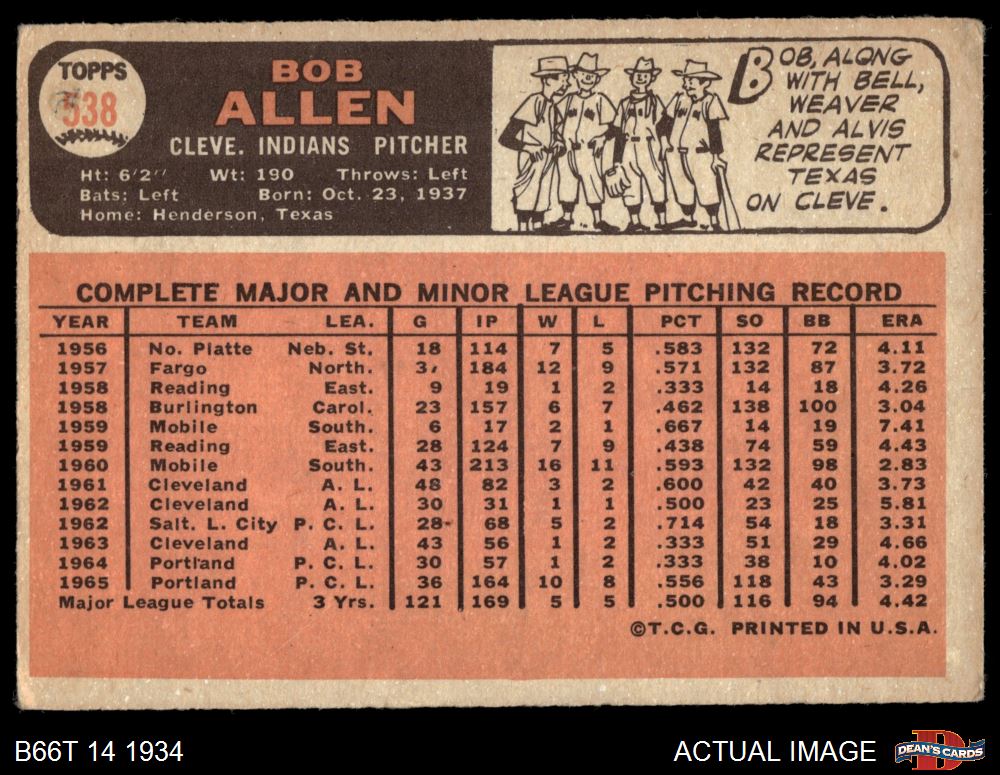 TOPPS
538
BOB
ALLEN
CLEVE. INDIANS PITCHER
Ht: 6'2" Wt: 190 Throws: Left
Bats: Left Born: Oct. 23, 1937
Home: Henderson, Texas
BOB, ALONG
WITH BELL,
WEAVER
AND ALVIS
REPRESENT
TEXAS
ON CLEVE.
COMPLETE MAJOR AND MINOR LEAGUE PITCHING RECORD
YEAR TEAM LEA. G IP W L PCT SO BB ERA
1956 No. Platte Neb. St. 18 114 7 5 .583 132 72 4.11
1957 Fargo North. 184 12 9 .571 132 87 3.72
1958 Reading East. 9 19 1 2 .333 14 18 4.26
1958 Burlington Carol. 23 157 6 7 .462 138 100 3.04
1959 Mobile South. 6 17 2 1 .667 14 19 7.41
1959 Reading East. 28 124 7 9 .438 74 59 4.43
1960 Mobile South. 43 213 16 11 .593 132 98 2.83
1961 Cleveland A. L. 48 82 3 2 .600 42 40 3.73
1962 Cleveland A. L. 30 31 1 1 .500 23 25 5.81
1962 Salt. L. City P. C. L. 28 68 5 2 .714 54 18 3.31
1963 Cleveland A. L. 43 56 1 2 .333 51 29 4.66
1964 Portland P. C. L. 30 57 1 2 .333 38 10 4.02
1965 Portland P. C. L. 36 164 10 8 .556 118 43 3.29
Major League Totals 3 Yrs. 121 169 5 5 .500 116 94 4.42
©T.C.G. PRINTED IN U.S.A.
B66T 14 1934
ACTUAL IMAGE
DEAN'S CARDS